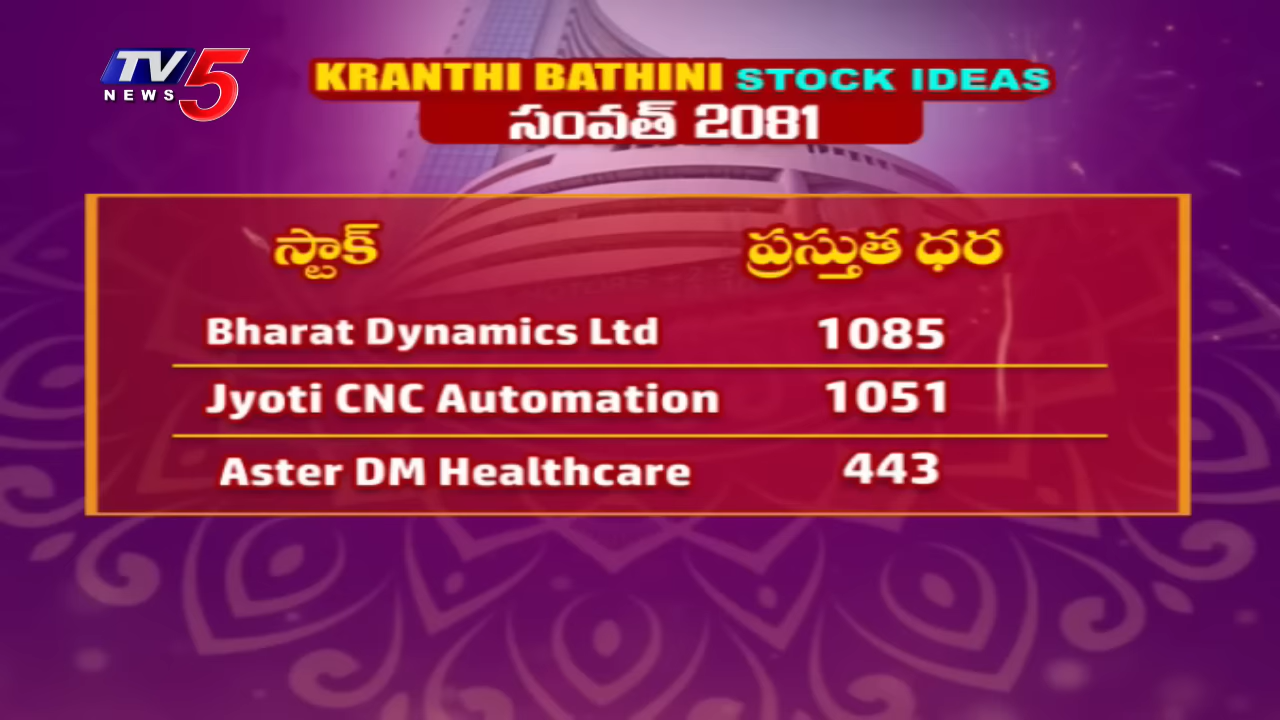 TV5
NEWS
KRANTHI BATHINI STOCK IDEAS
సంవత్ 2081
స్టాక్ ప్రస్తుత ధర
Bharat Dynamics Ltd 1085
Jyoti CNC Automation 1051
Aster DM Healthcare 443